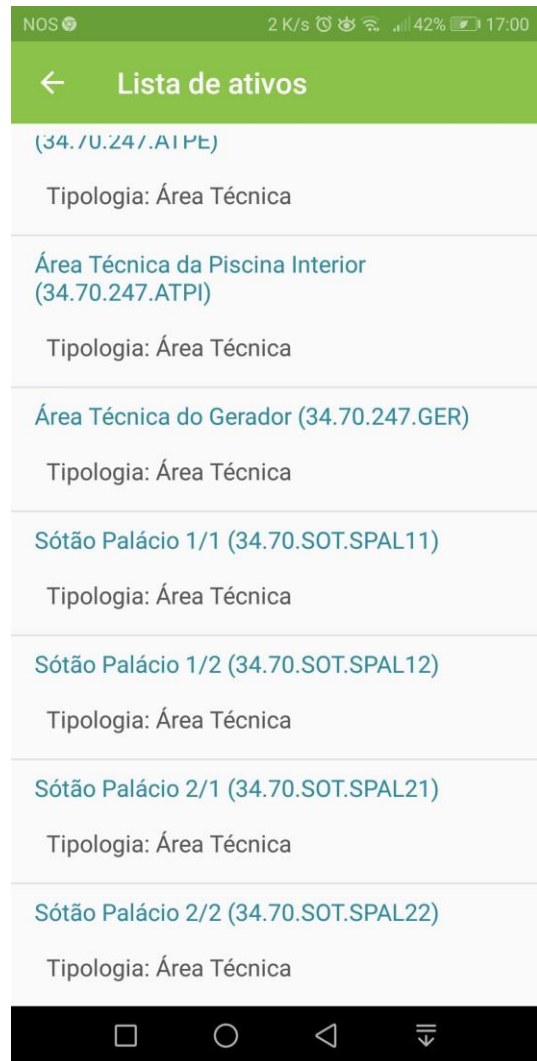 NOS 2 K/s 42% 17:00
Lista de ativos
(34.70.247.ATPE)
Tipologia: Área Técnica
Área Técnica da Piscina Interior
(34.70.247.ATPI)
Tipologia: Área Técnica
Área Técnica do Gerador (34.70.247.GER)
Tipologia: Área Técnica
Sótão Palácio 1/1 (34.70.SOT.SPAL11)
Tipologia: Área Técnica
Sótão Palácio 1/2 (34.70.SOT.SPAL12)
Tipologia: Área Técnica
Sótão Palácio 2/1 (34.70.SOT.SPAL21)
Tipologia: Área Técnica
Sótão Palácio 2/2 (34.70.SOT.SPAL22)
Tipologia: Área Técnica